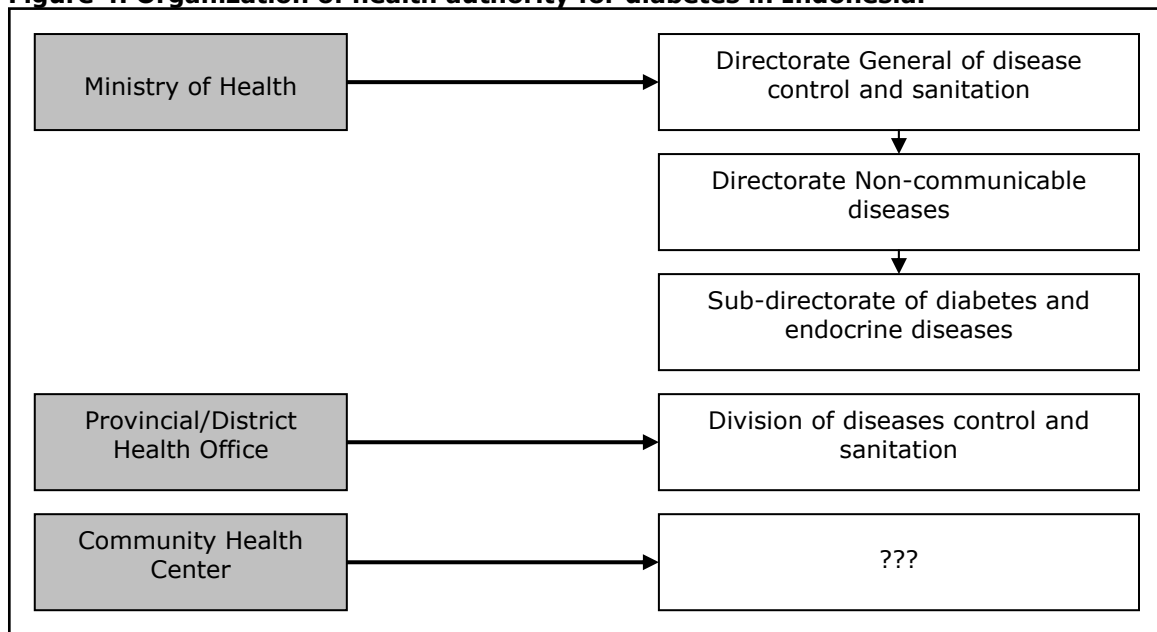 Organization of health authority for diabetes in Indonesia.
Ministry of Health
Directorate General of disease
control and sanitation
Directorate Non-communicable
diseases
Sub-directorate of diabetes and
endocrine diseases
Provincial/District
Health Office
Division of diseases control and
sanitation
Community Health
Center
???